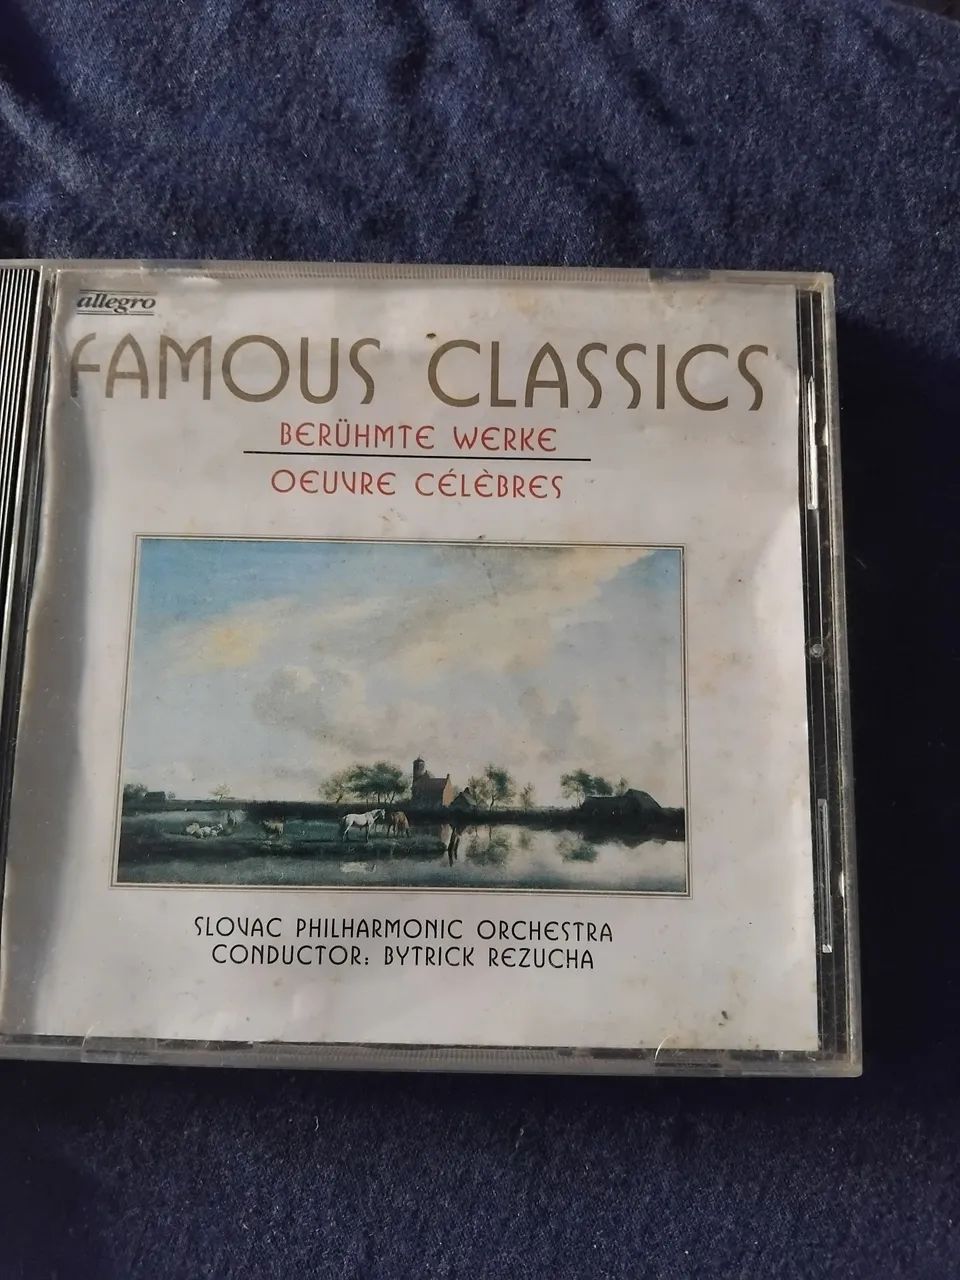 allegro
FAMOUS CLASSICS
BERÜHMTE WERKE
OEUVRE CÉLÈBRES
SLOVAC PHILHARMONIC ORCHESTRA
CONDUCTOR: BYTRICK REZUCHA